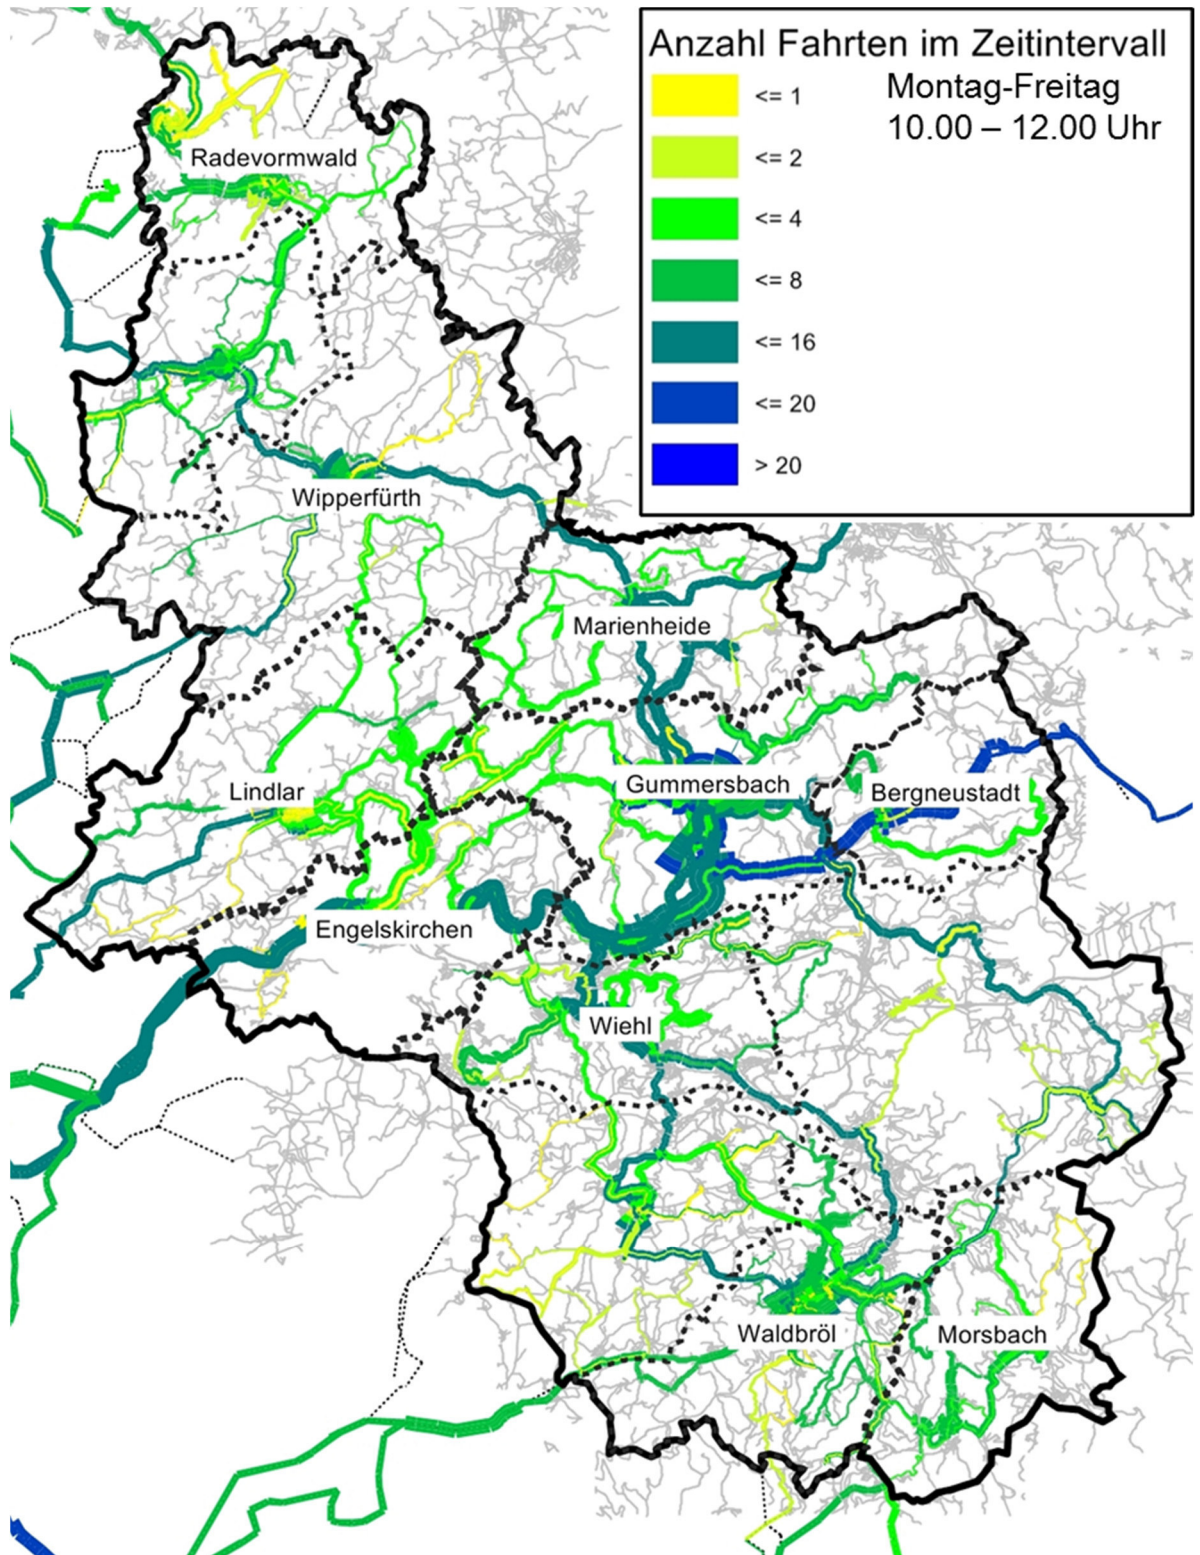 Anzahl Fahrten im Zeitintervall
Montag-Freitag
10.00 – 12.00 Uhr
<= 1
<= 2
<= 4
<= 8
<= 16
<= 20
> 20
Radevormwald
Wipperfürth
Marienheide
Lindlar
Gummersbach
Bergneustadt
Engelskirchen
Wiehl
Waldbröl
Morsbach